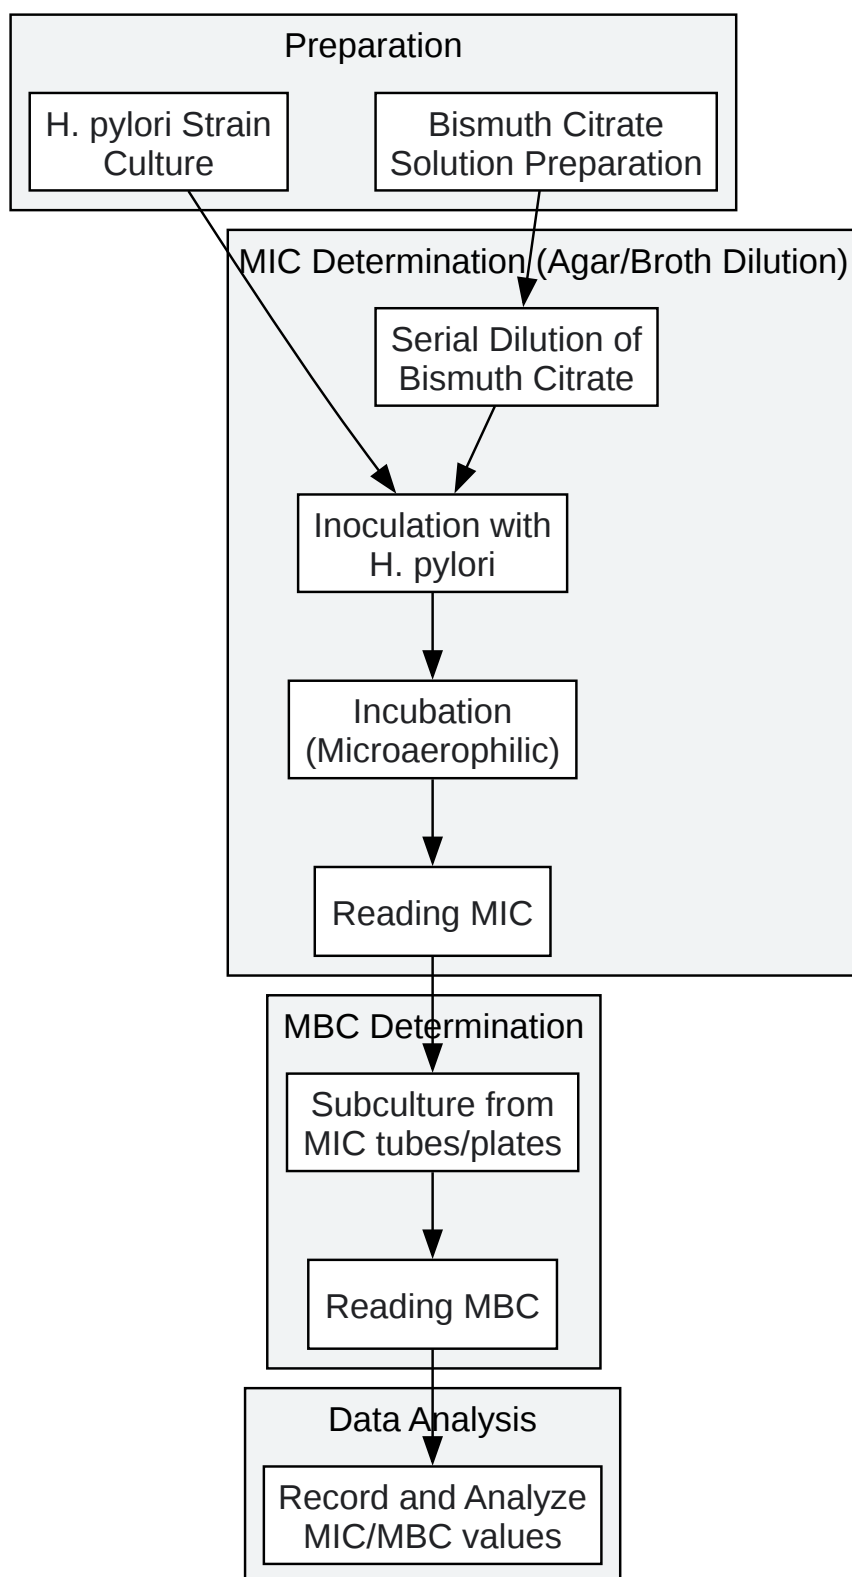 Preparation
H. pylori Strain
Culture
Bismuth Citrate
Solution Preparation
MIC Determination (Agar/Broth Dilution)
Serial Dilution of
Bismuth Citrate
Inoculation with
H. pylori
Incubation
(Microaerophilic)
Reading MIC
MBC Determination
Subculture from
MIC tubes/plates
Reading MBC
Data Analysis
Record and Analyze
MIC/MBC values